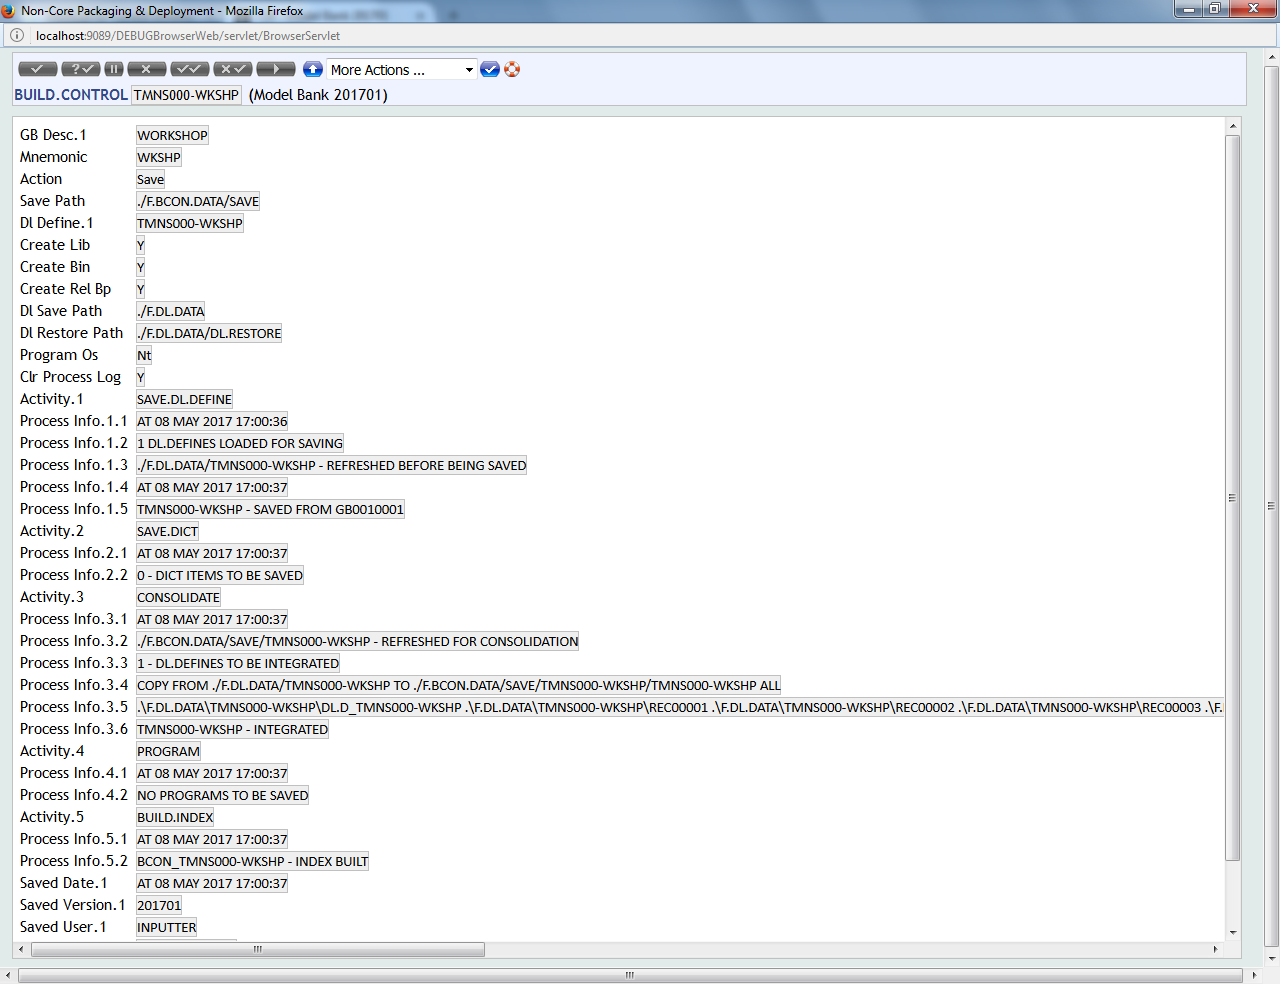 Non-Core Packaging & Deployment - Mozilla Firefox
localhost:9089/DEBUGBrowserWeb/servlet/BrowserServlet
More Actions ...
BUILD.CONTROL TMNS000-WKSHP (Model Bank 201701)
GB Desc.1 WORKSHOP
Mnemonic WKSHP
Action Save
Save Path ./F.BCON.DATA/SAVE
Dl Define.1 TMNS000-WKSHP
Create Lib Y
Create Bin Y
Create Rel Bp Y
Dl Save Path ./F.DL.DATA
Dl Restore Path ./F.DL.DATA/DL.RESTORE
Program Os Nt
Clr Process Log Y
Activity.1 SAVE.DL.DEFINE
Process Info.1.1 AT 08 MAY 2017 17:00:36
Process Info.1.2 1 DL.DEFINES LOADED FOR SAVING
Process Info.1.3 ./F.DL.DATA/TMNS000-WKSHP - REFRESHED BEFORE BEING SAVED
Process Info.1.4 AT 08 MAY 2017 17:00:37
Process Info.1.5 TMNS000-WKSHP - SAVED FROM GB0010001
Activity.2 SAVE.DICT
Process Info.2.1 AT 08 MAY 2017 17:00:37
Process Info.2.2 0 - DICT ITEMS TO BE SAVED
Activity.3 CONSOLIDATE
Process Info.3.1 AT 08 MAY 2017 17:00:37
Process Info.3.2 ./F.BCON.DATA/SAVE/TMNS000-WKSHP - REFRESHED FOR CONSOLIDATION
Process Info.3.3 1 - DL.DEFINES TO BE INTEGRATED
Process Info.3.4 COPY FROM ./F.DL.DATA/TMNS000-WKSHP TO ./F.BCON.DATA/SAVE/TMNS000-WKSHP/TMNS000-WKSHP ALL
Process Info.3.5 .\F.DL.DATA\TMNS000-WKSHP\DL.D_TMNS000-WKSHP .\F.DL.DATA\TMNS000-WKSHP\REC00001 .\F.DL.DATA\TMNS000-WKSHP\REC00002 .\F.DL.DATA\TMNS000-WKSHP\REC00003 .\F.
Process Info.3.6 TMNS000-WKSHP - INTEGRATED
Activity.4 PROGRAM
Process Info.4.1 AT 08 MAY 2017 17:00:37
Process Info.4.2 NO PROGRAMS TO BE SAVED
Activity.5 BUILD.INDEX
Process Info.5.1 AT 08 MAY 2017 17:00:37
Process Info.5.2 BCON_TMNS000-WKSHP - INDEX BUILT
Saved Date.1 AT 08 MAY 2017 17:00:37
Saved Version.1 201701
Saved User.1 INPUTTER